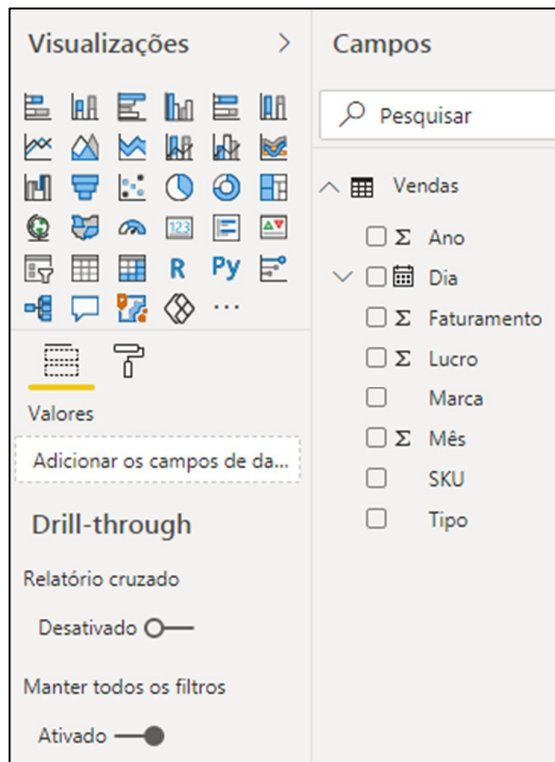 Visualizações
123
R
Py
Valores
Adicionar os campos de da...
Drill-through
Relatório cruzado
Desativado
Manter todos os filtros
Ativado
Campos
Pesquisar
Vendas
Σ Ano
Dia
Σ Faturamento
Σ Lucro
Marca
Σ Mês
SKU
Tipo